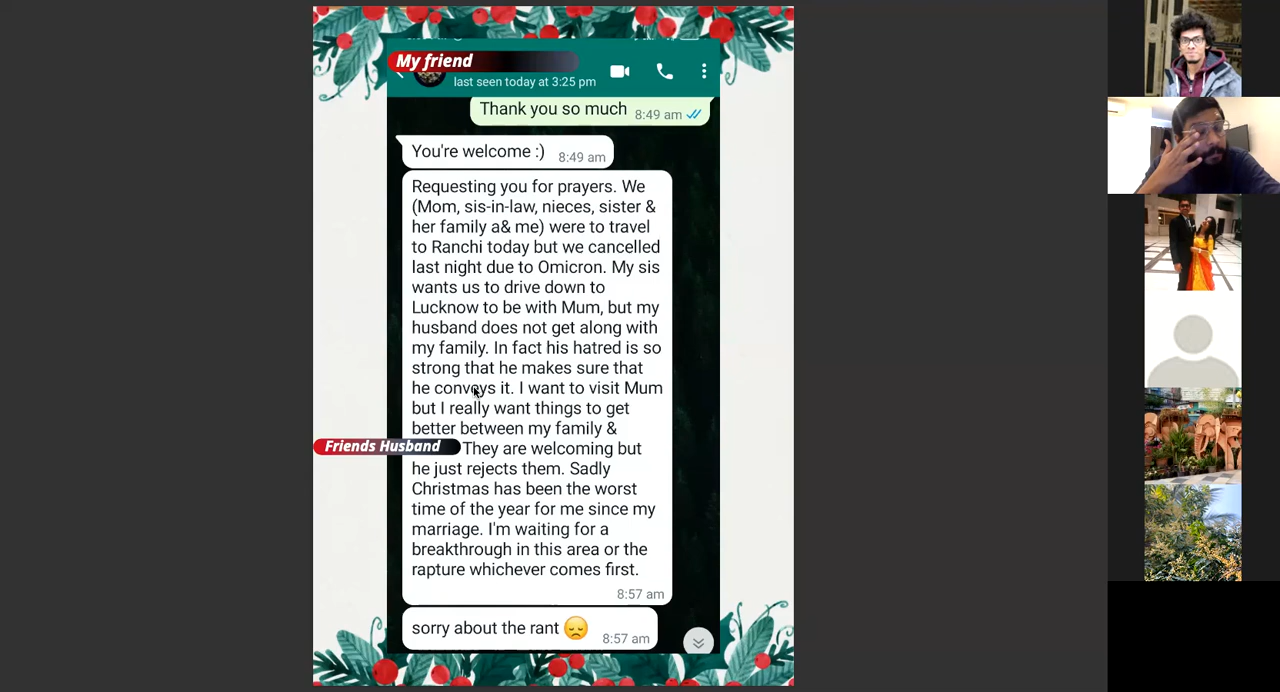 My friend
last seen today at 3:25 pm
Thank you so much 8:49 am
You're welcome :) 8:49 am
Requesting you for prayers. We
(Mom, sis-in-law, nieces, sister &
her family a& me) were to travel
to Ranchi today but we cancelled
last night due to Omicron. My sis
wants us to drive down to
Lucknow to be with Mum, but my
husband does not get along with
my family. In fact his hatred is so
strong that he makes sure that
he conveys it. I want to visit Mum
but I really want things to get
better between my family &
Friends Husband They are welcoming but
he just rejects them. Sadly
Christmas has been the worst
time of the year for me since my
marriage. I'm waiting for a
breakthrough in this area or the
rapture whichever comes first.
8:57 am
sorry about the rant 😞 8:57 am